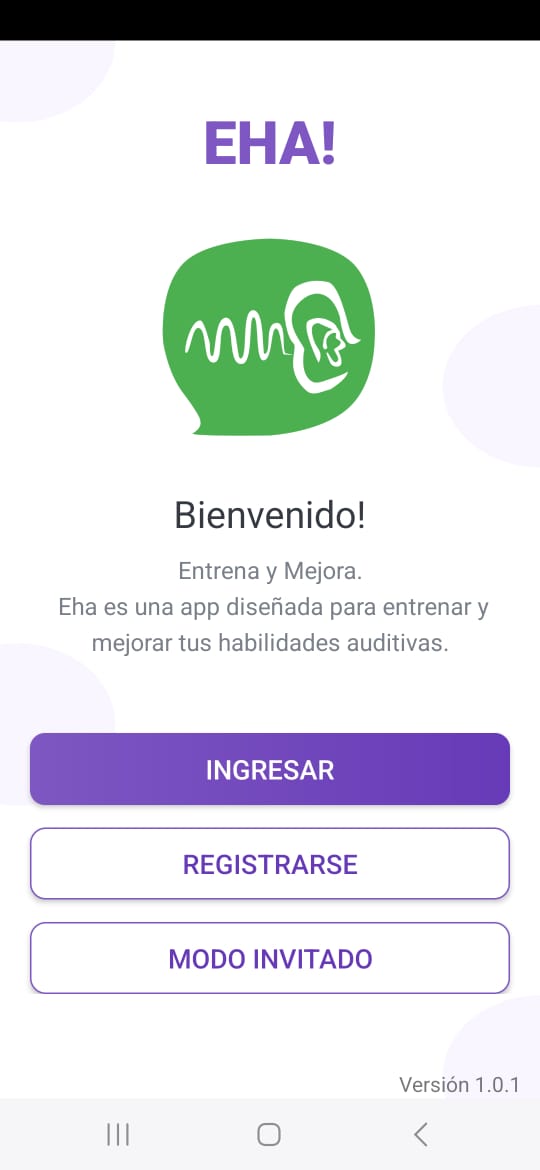 EHA!
Bienvenido!
Entrena y Mejora.
Eha es una app diseñada para entrenar y
mejorar tus habilidades auditivas.
INGRESAR
REGISTRARSE
MODO INVITADO
Versión 1.0.1